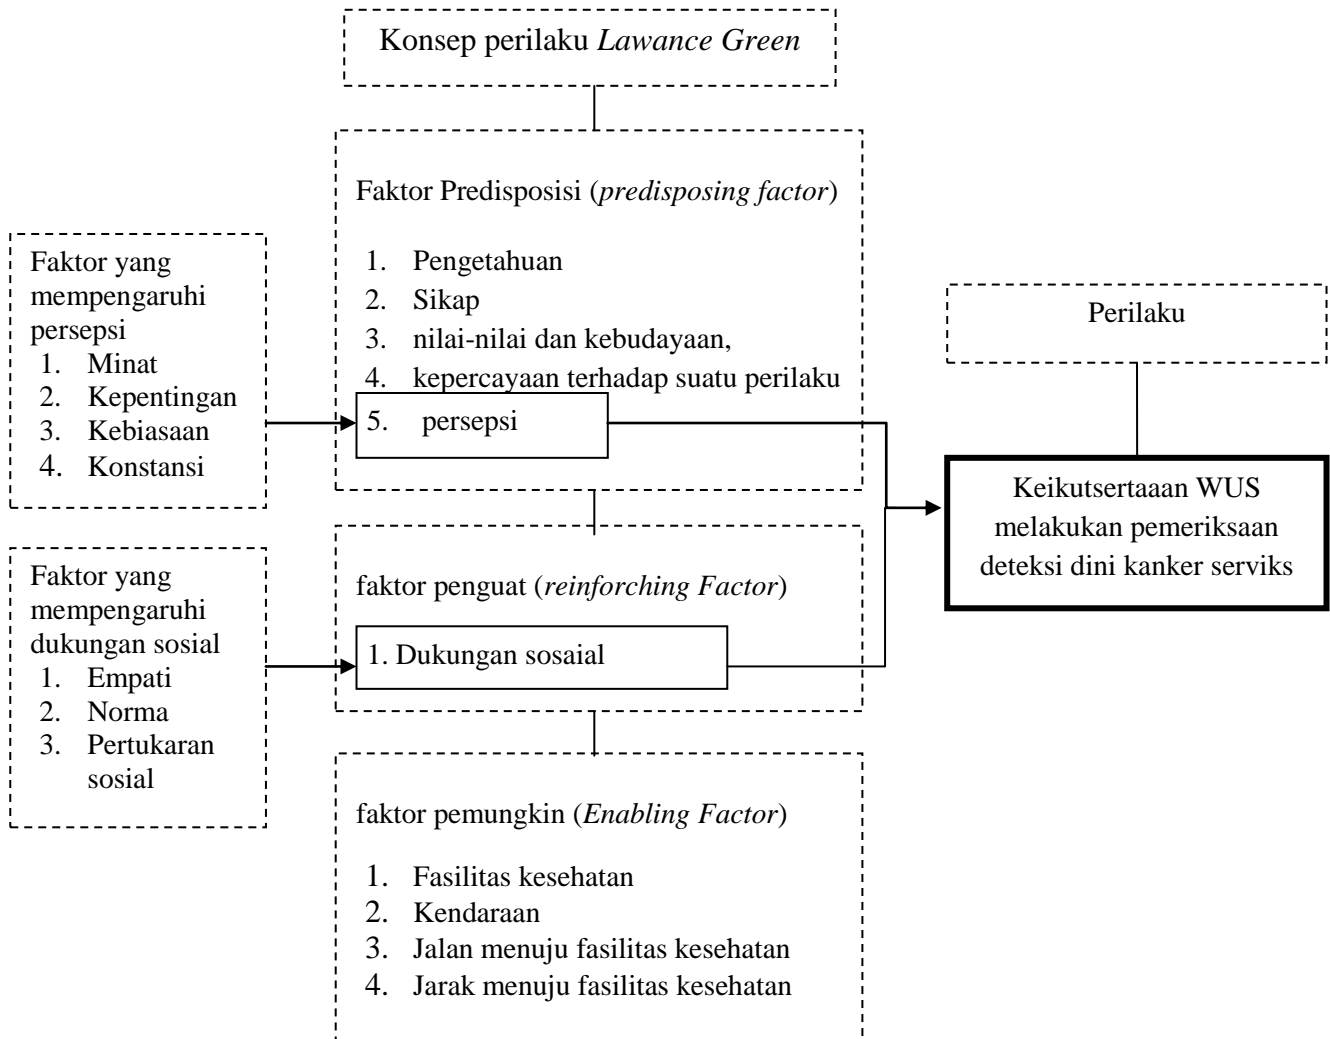 Konsep perilaku Lawance Green
Faktor Predisposisi (predisposing factor)
1. Pengetahuan
2. Sikap
3. nilai-nilai dan kebudayaan,
4. kepercayaan terhadap suatu perilaku
5. persepsi
Faktor yang
mempengaruhi
persepsi
1. Minat
2. Kepentingan
3. Kebiasaan
4. Konstansi
Perilaku
Keikutsertaaan WUS
melakukan pemeriksaan
deteksi dini kanker serviks
Faktor yang
mempengaruhi
dukungan sosial
1. Empati
2. Norma
3. Pertukaran
sosial
faktor penguat (reinforching Factor)
1. Dukungan sosaial
faktor pemungkin (Enabling Factor)
1. Fasilitas kesehatan
2. Kendaraan
3. Jalan menuju fasilitas kesehatan
4. Jarak menuju fasilitas kesehatan